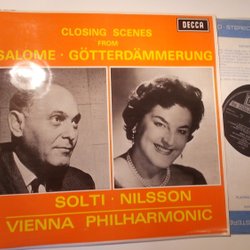 CLOSING SCENES
DECCA
FROM
SALOME · GÖTTERDÄMMERUNG
SOLTI · NILSSON
VIENNA PHILHARMONIC